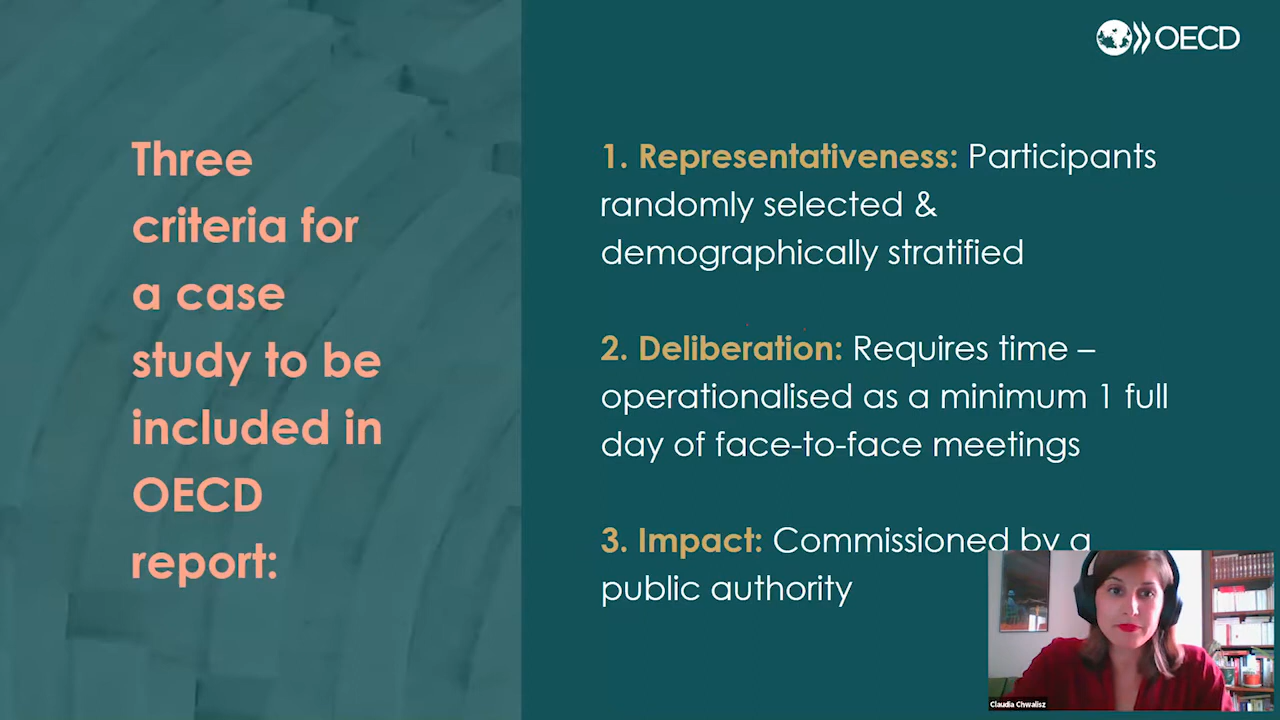 OECD
Three
criteria for
a case
study to be
included in
OECD
report:
1. Representativeness: Participants
randomly selected &
demographically stratified
2. Deliberation: Requires time –
operationalised as a minimum 1 full
day of face-to-face meetings
3. Impact: Commissioned by a
public authority
Claudia Chwalisz